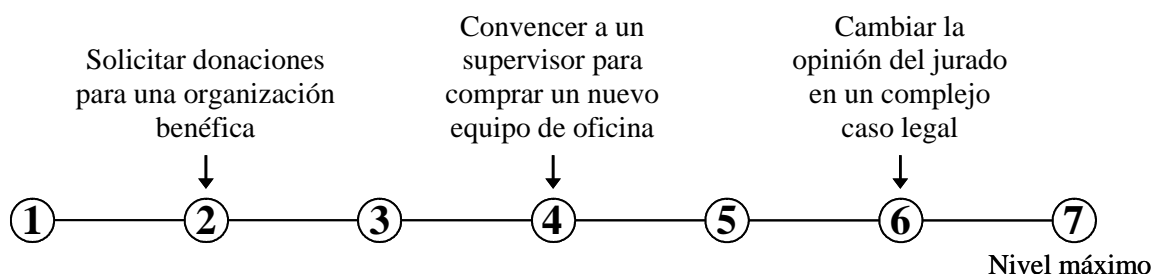 Solicitar donaciones
para una organización
benéfica
Convencer a un
supervisor para
comprar un nuevo
equipo de oficina
Cambiar la
opinión del jurado
en un complejo
caso legal
1 2 3 4 5 6 7
Nivel máximo